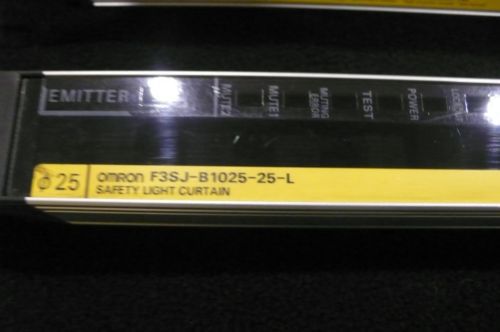 EMITTER
MUTE2
MUTE1
MUTING
ERROR
TEST
POWER
φ25
omron F3SJ-B1025-25-L
SAFETY LIGHT CURTAIN